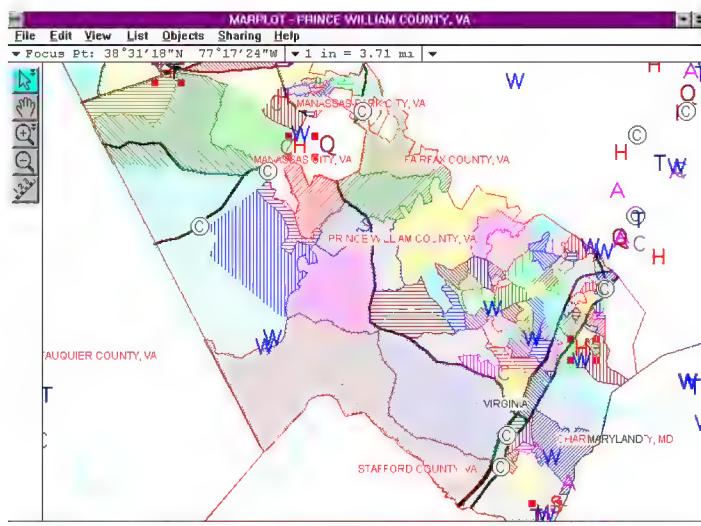 MARPLOT - PRINCE WILLIAM COUNTY, VA
File Edit View List Objects Sharing Help
Focus Pt: 38°31'18"N 77°17'24"W 1 in = 3.71 mi
W H A T
MANASSAS PARK CITY, VA Q
C C
W C
H Q H
MANASSAS CITY, VA FAIRFAX COUNTY, VA T W
C A
C C T
PRINCE WILLIAM COUNTY, VA Q A C
W W H
C
W
W W W
H
FAUQUIER COUNTY, VA W
W
T
VIRGINIA W
C
MARYLAND Y, MD
W
STAFFORD COUNTY, VA C
A
T W